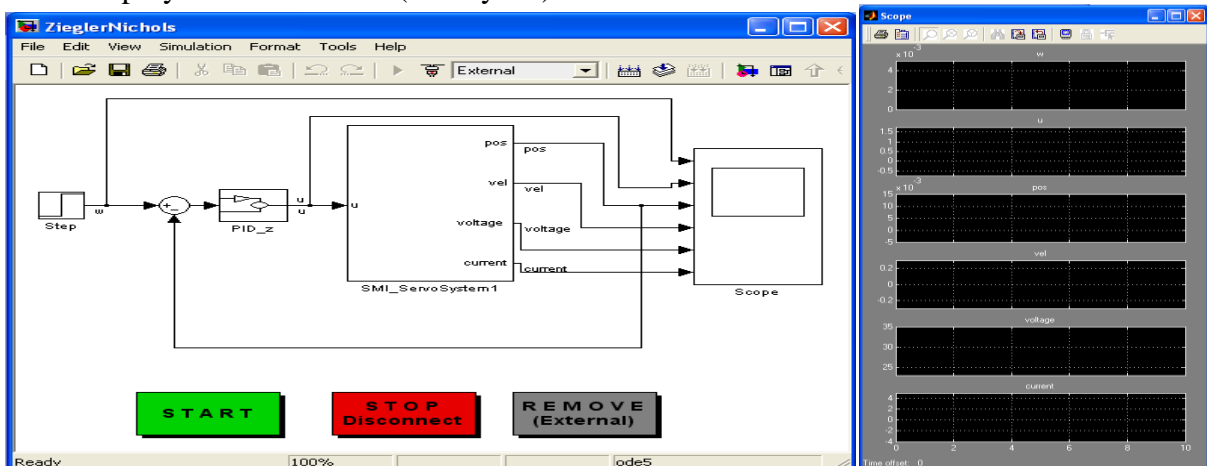 ZieglerNichols
File Edit View Simulation Format Tools Help
External
pos
pos
vel
vel
u
u
u
w
Step
PID_z
voltage
voltage
current
current
SMI_ServoSystem1
Scope
START
STOP
Disconnect
REMOVE
(External)
Ready 100% ode5
Scope
x 10 -3 w
4
2
0
u
1.5
1
0.5
0
-0.5
x 10 -3 pos
15
10
5
0
-5
vel
0.2
0
-0.2
voltage
35
30
25
current
4
2
0
-2
-4
0 2 4 6 8 10
Time offset: 0